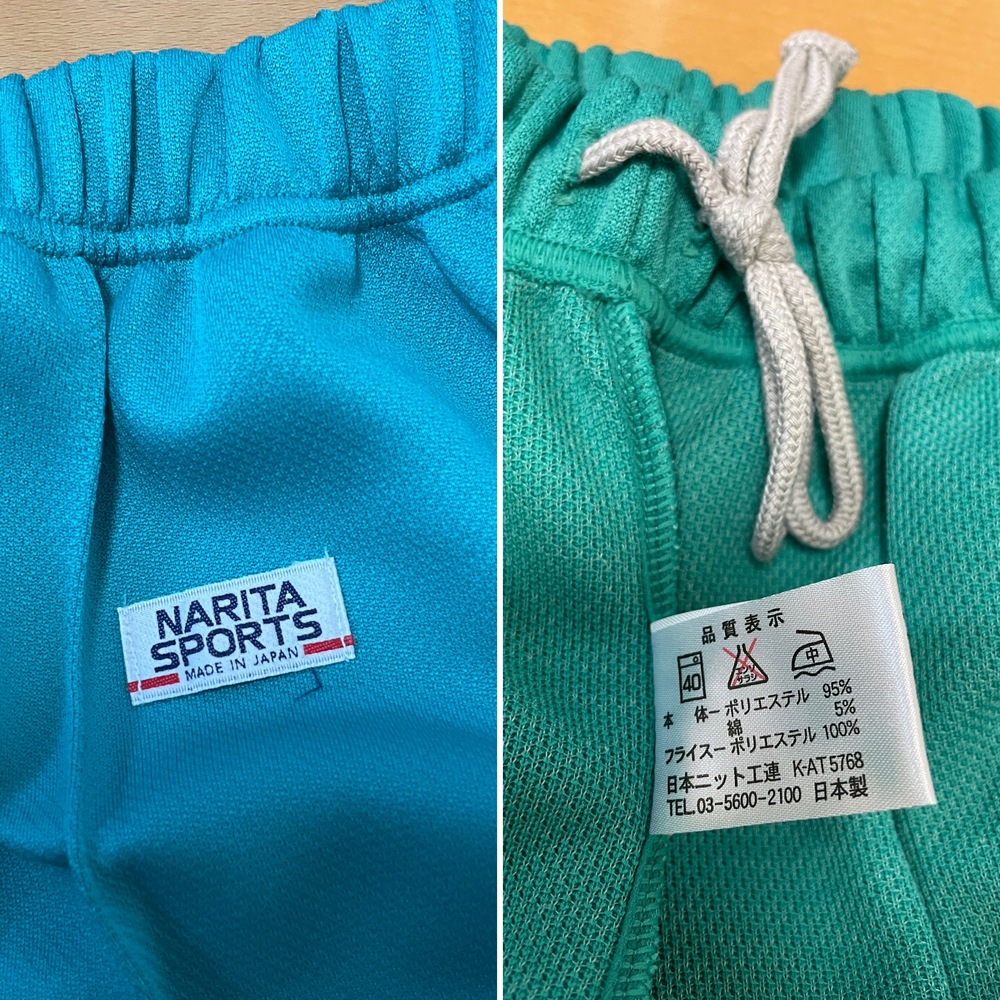 NARITA
SPORTS
MADE IN JAPAN
品質表示
40 エンソ サラシ 中
本 体ーポリエステル 95%
綿 5%
フライスーポリエステル 100%
日本ニット工連 K-AT5768
TEL.03-5600-2100 日本製